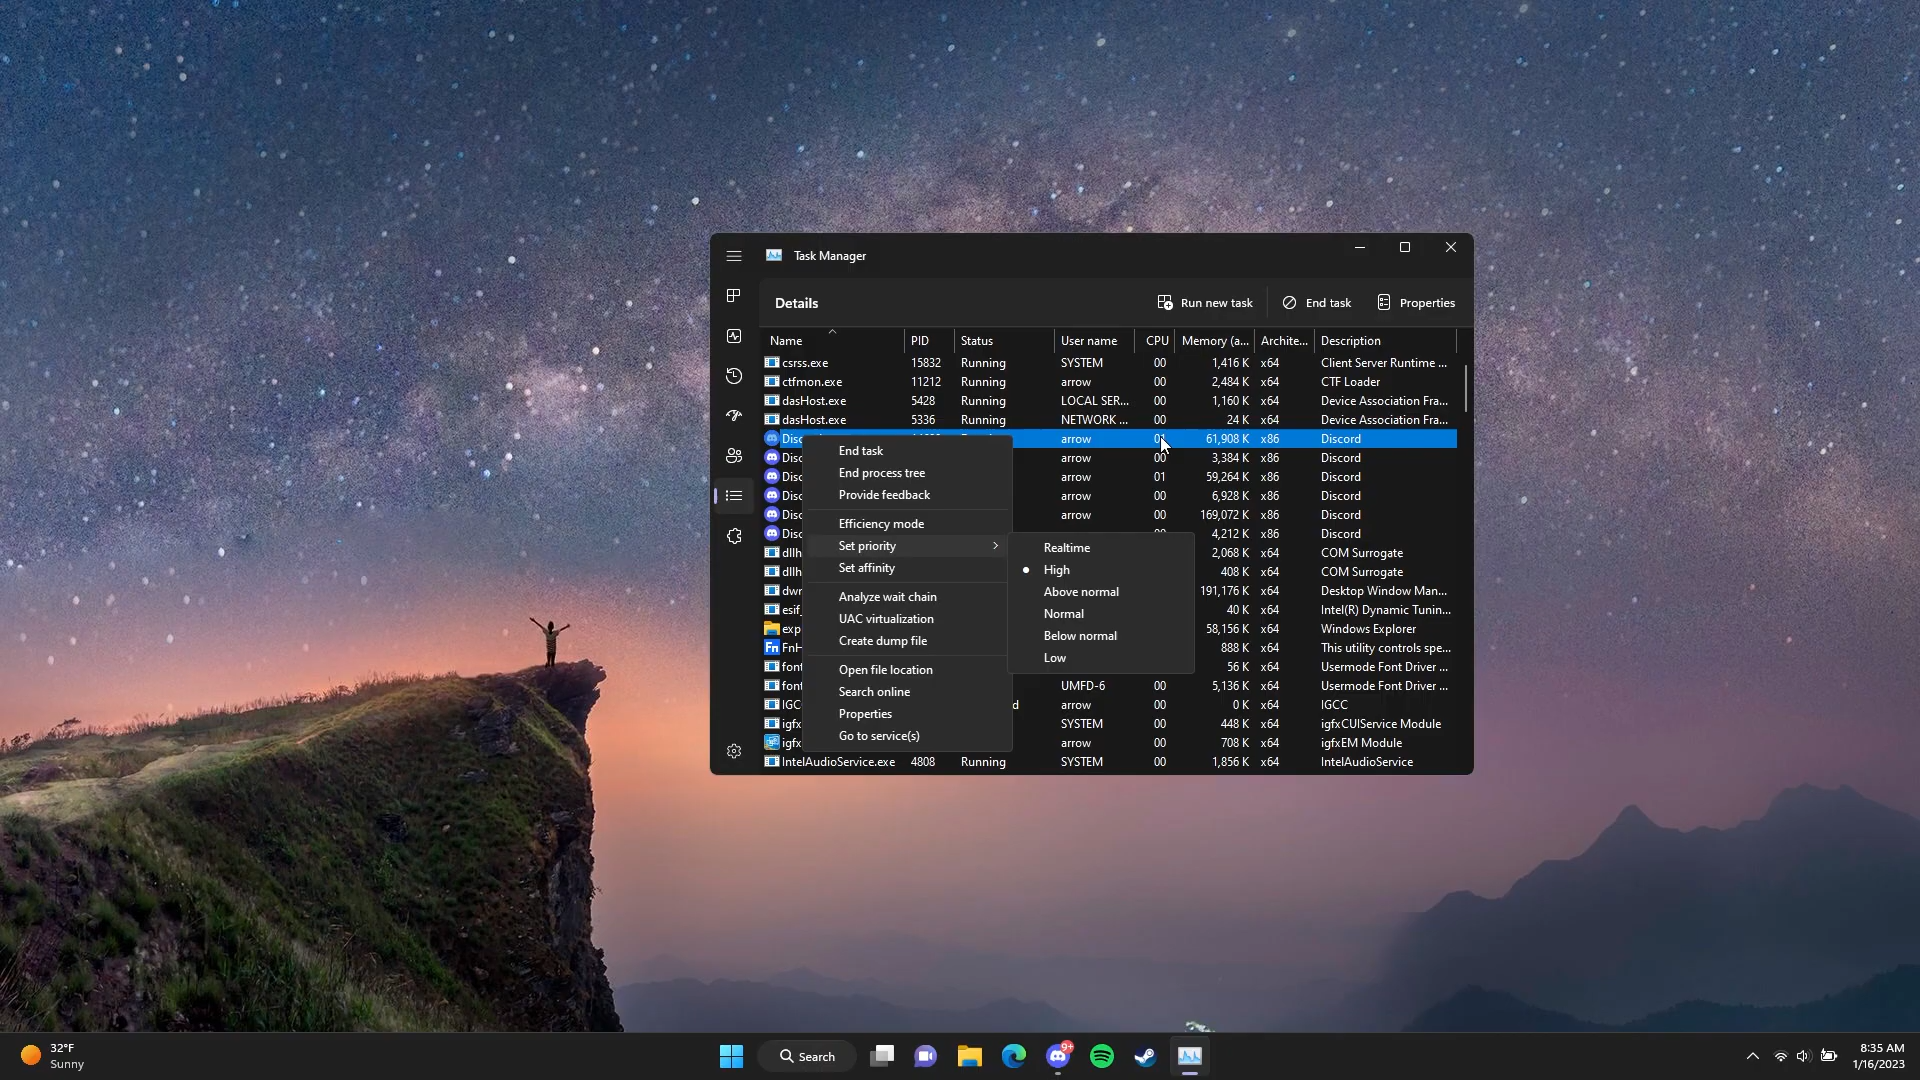 Task Manager
Details
Run new task
End task
Properties
Name PID Status User name CPU Memory (a... Archite... Description
csrss.exe 15832 Running SYSTEM 00 1,416 K x64 Client Server Runtime ...
ctfmon.exe 11212 Running arrow 00 2,484 K x64 CTF Loader
dasHost.exe 5428 Running LOCAL SER... 00 1,160 K x64 Device Association Fra...
dasHost.exe 5336 Running NETWORK ... 00 24 K x64 Device Association Fra...
Disc arrow 61,908 K x86 Discord
Disc arrow 00 3,384 K x86 Discord
Disc arrow 01 59,264 K x86 Discord
Disc arrow 00 6,928 K x86 Discord
Disc arrow 00 169,072 K x86 Discord
Disc 4,212 K x86 Discord
dllh 2,068 K x64 COM Surrogate
dllh 408 K x64 COM Surrogate
dwr 191,176 K x64 Desktop Window Man...
esif_ 40 K x64 Intel(R) Dynamic Tunin...
exp 58,156 K x64 Windows Explorer
Fn FnH 888 K x64 This utility controls spe...
font 56 K x64 Usermode Font Driver ...
font UMFD-6 00 5,136 K x64 Usermode Font Driver ...
IGC d arrow 00 0 K x64 IGCC
igfx SYSTEM 00 448 K x64 igfxCUIService Module
igfx arrow 00 708 K x64 igfxEM Module
IntelAudioService.exe 4808 Running SYSTEM 00 1,856 K x64 IntelAudioService
End task
End process tree
Provide feedback
Efficiency mode
Set priority
Set affinity
Analyze wait chain
UAC virtualization
Create dump file
Open file location
Search online
Properties
Go to service(s)
Realtime
High
Above normal
Normal
Below normal
Low
32°F
Sunny
Search
9+
8:35 AM
1/16/2023